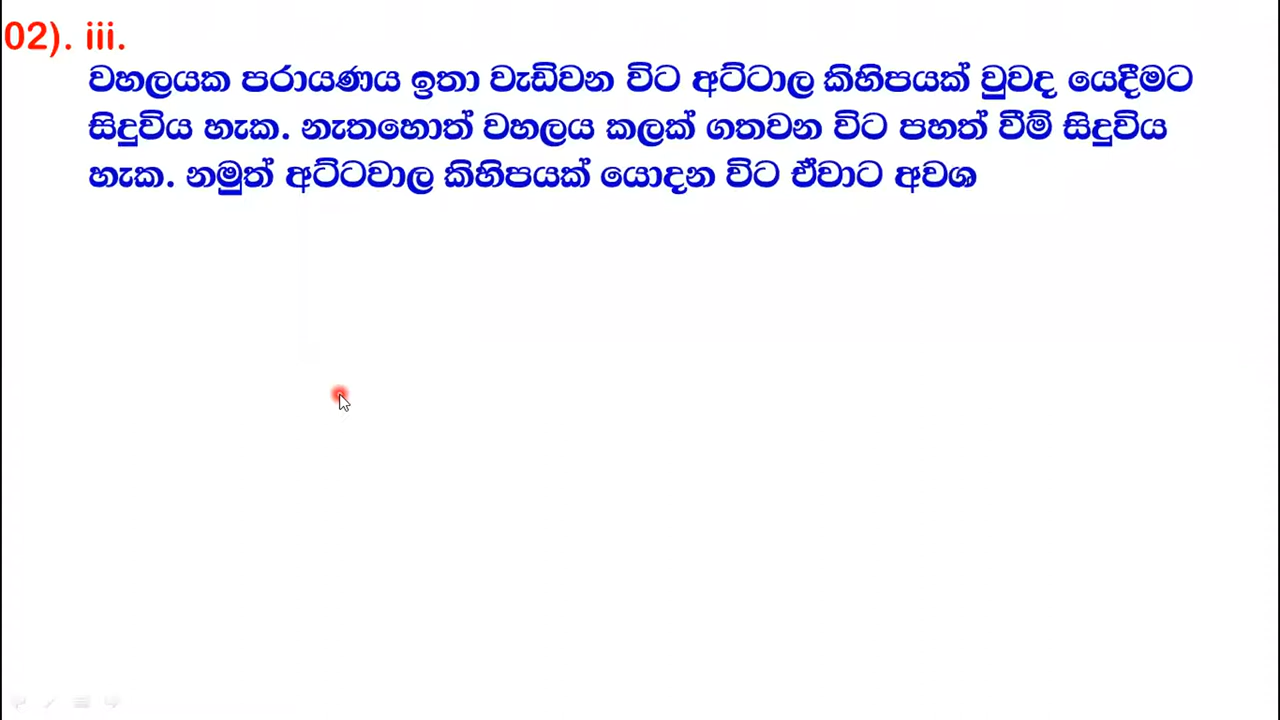 02). iii.
වහලයක පරායණය ඉතා වැඩිවන විට අට්ටාල කිහිපයක් වුවද යෙදීමට
සිදුවිය හැක. නැතහොත් වහලය කලක් ගතවන විට පහත් වීම් සිදුවිය
හැක. නමුත් අට්ටවාල කිහිපයක් යොදන විට ඒවාට අවශ